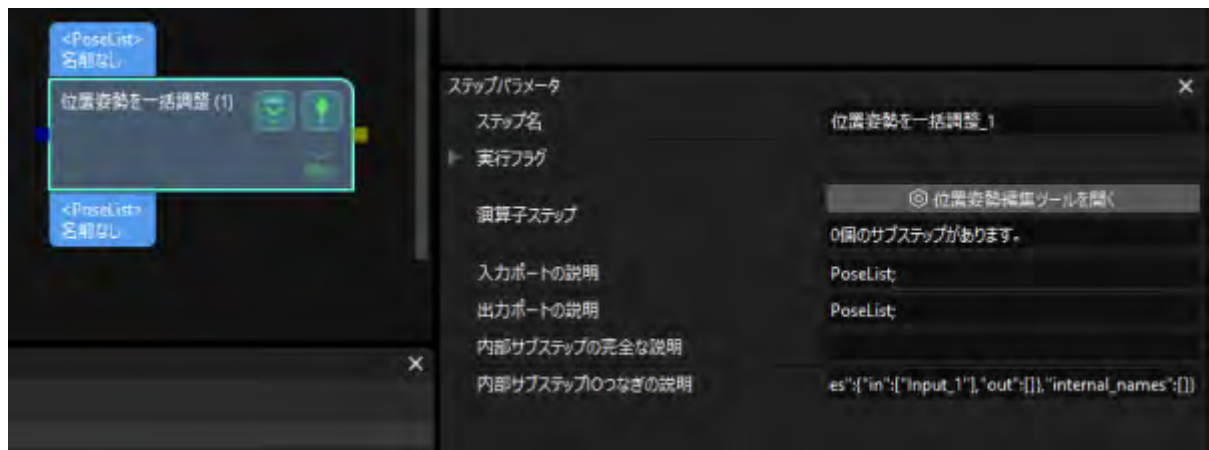 <PoseList>
名前なし
位置姿勢を一括調整 (1)
<PoseList>
名前なし
ステップパラメータ
ステップ名
位置姿勢を一括調整_1
実行フラグ
演算子ステップ
位置姿勢編集ツールを開く
0個のサブステップがあります。
入力ポートの説明
PoseList;
出力ポートの説明
PoseList;
内部サブステップの完全な説明
内部サブステップIOつなぎの説明
es":{"in":["Input_1"],"out":[]},"internal_names":[]}